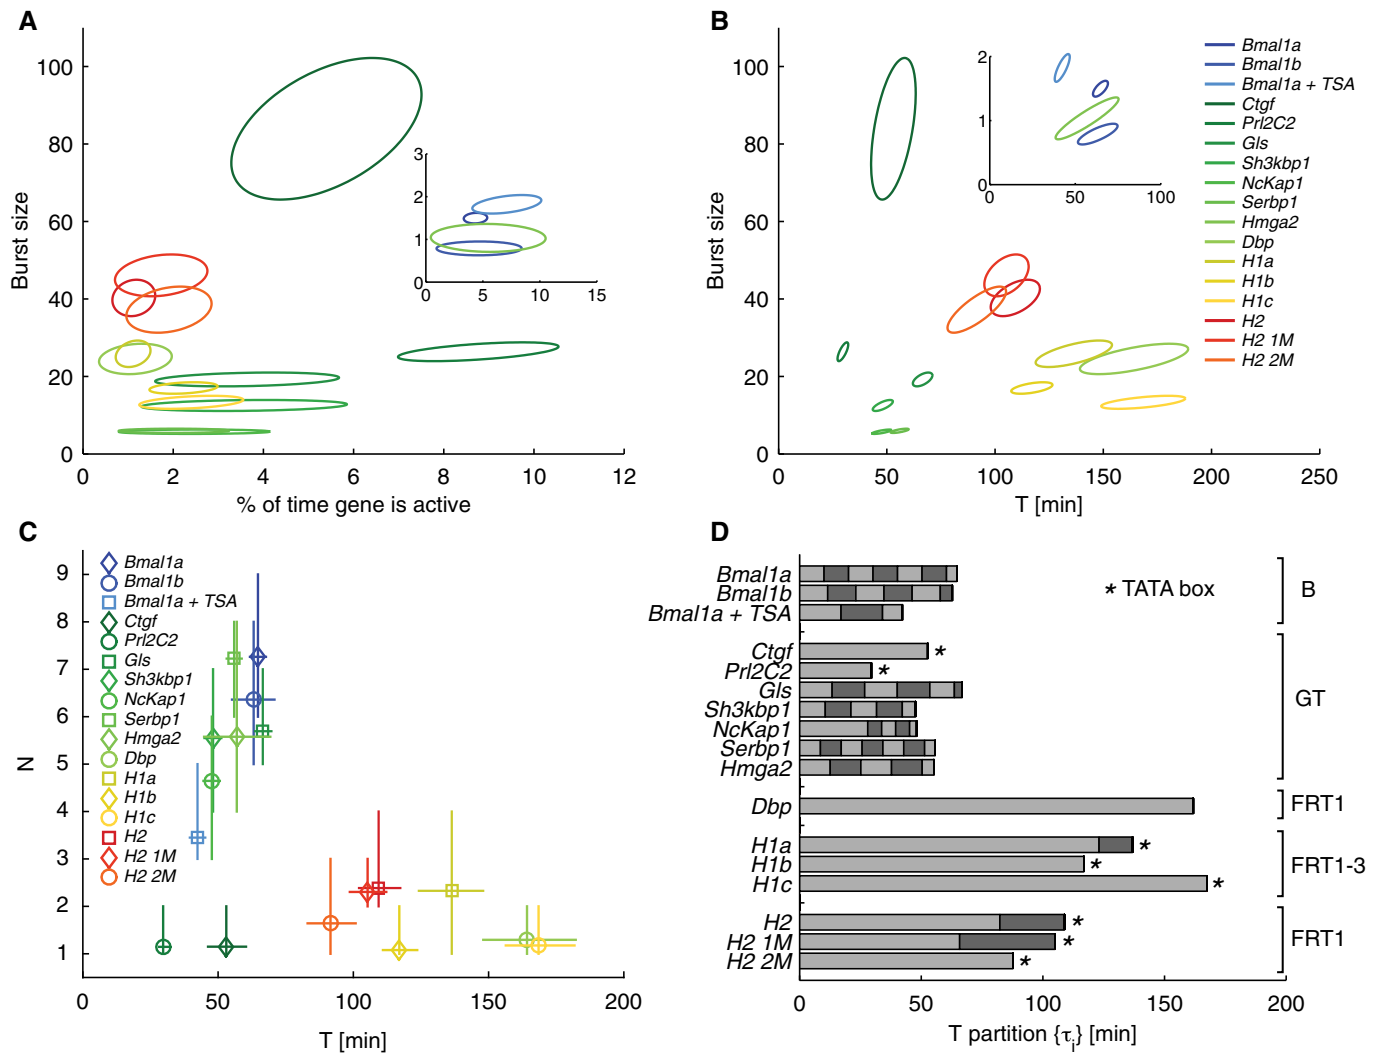 A
100
80
60
40
20
0
Burst size
0 2 4 6 8 10 12
% of time gene is active
3
2
1
0
0 5 10 15
B
100
80
60
40
20
0
Burst size
0 50 100 150 200 250
T [min]
2
1
0
0 50 100
Bmal1a
Bmal1b
Bmal1a + TSA
Ctgf
Prl2C2
Gls
Sh3kbp1
NcKap1
Serbp1
Hmga2
Dbp
H1a
H1b
H1c
H2
H2 1M
H2 2M
C
9
8
7
6
5
4
3
2
1
N
0 50 100 150 200
T [min]
Bmal1a
Bmal1b
Bmal1a + TSA
Ctgf
Prl2C2
Gls
Sh3kbp1
NcKap1
Serbp1
Hmga2
Dbp
H1a
H1b
H1c
H2
H2 1M
H2 2M
D
Bmal1a
Bmal1b
Bmal1a + TSA
* TATA box
B
Ctgf *
Prl2C2 *
Gls
Sh3kbp1
NcKap1
Serbp1
Hmga2
GT
Dbp
FRT1
H1a *
H1b *
H1c *
FRT1-3
H2 *
H2 1M *
H2 2M *
FRT1
0 50 100 150 200
T partition {τi} [min]